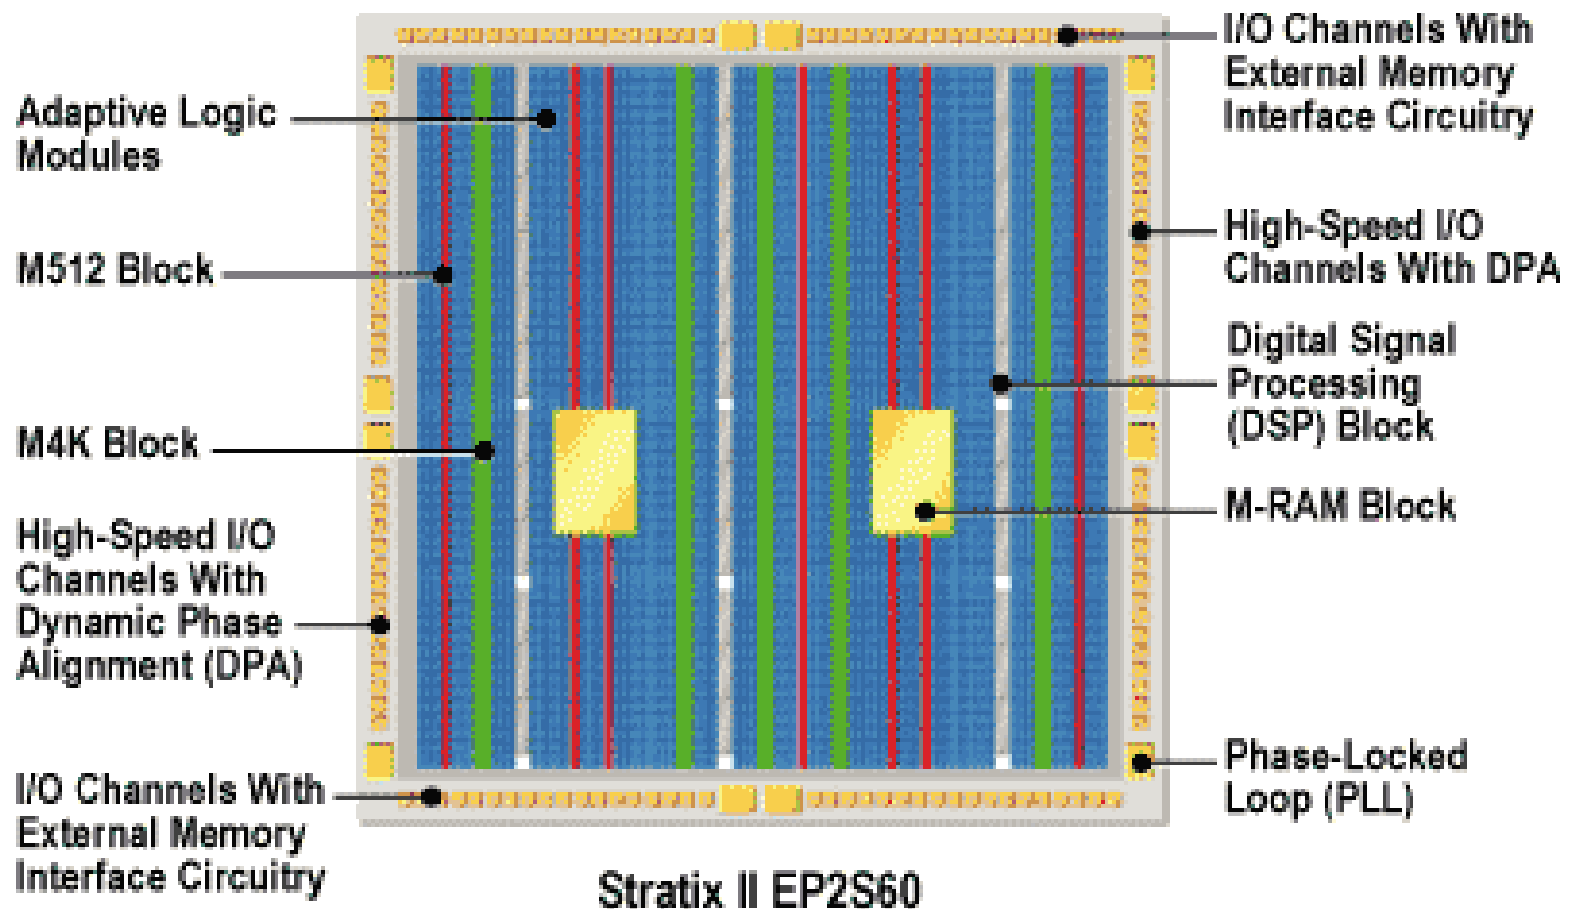 Adaptive Logic
Modules
M512 Block
M4K Block
High-Speed I/O
Channels With
Dynamic Phase
Alignment (DPA)
I/O Channels With
External Memory
Interface Circuitry
I/O Channels With
External Memory
Interface Circuitry
High-Speed I/O
Channels With DPA
Digital Signal
Processing
(DSP) Block
M-RAM Block
Phase-Locked
Loop (PLL)
Stratix II EP2S60